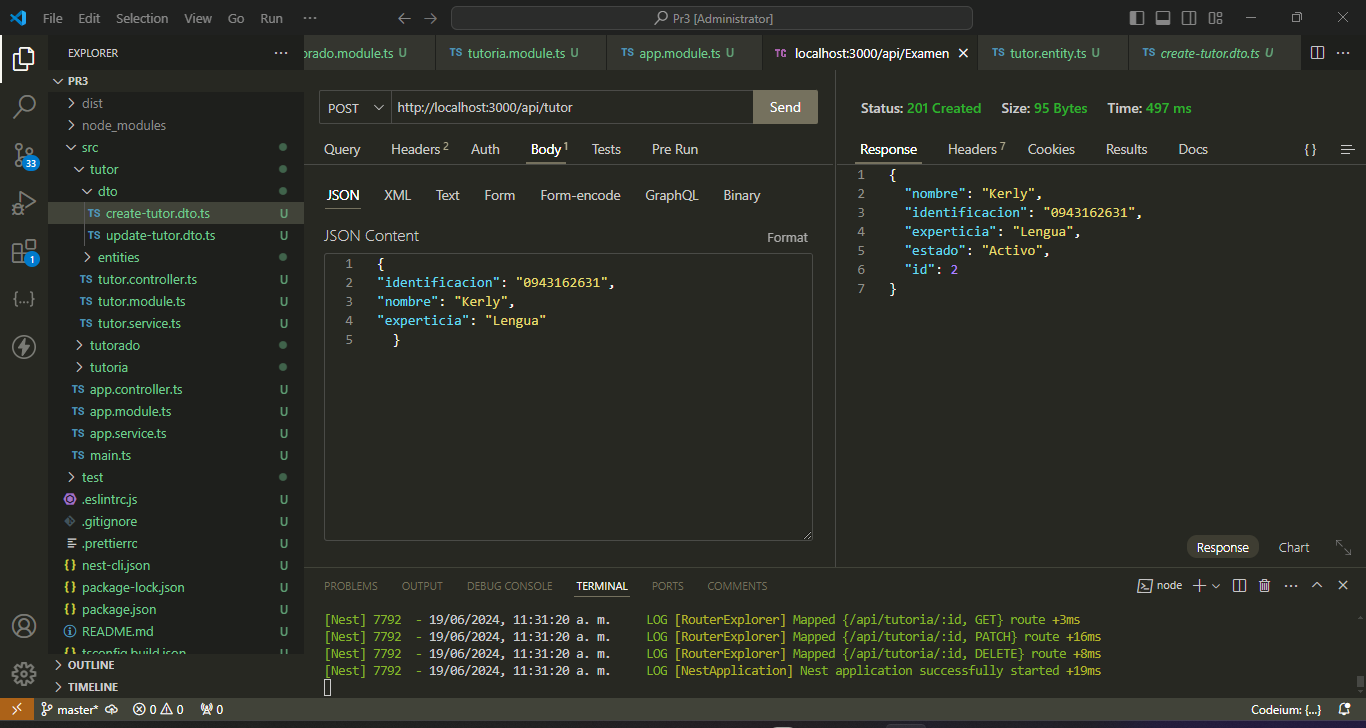 File Edit Selection View Go Run ··· Pr3 [Administrator]
EXPLORER ···
orado.module.ts U TS tutoria.module.ts U TS app.module.ts U TC localhost:3000/api/Examen TS tutor.entity.ts U TS create-tutor.dto.ts U ···
PR3
dist
node_modules
src
tutor
dto
TS create-tutor.dto.ts U
TS update-tutor.dto.ts U
entities
TS tutor.controller.ts U
TS tutor.module.ts U
TS tutor.service.ts U
tutorado
tutoria
TS app.controller.ts U
TS app.module.ts U
TS app.service.ts U
TS main.ts U
test
.eslintrc.js U
.gitignore U
.prettierrc U
{} nest-cli.json U
{} package-lock.json U
{} package.json U
README.md U
{} tsconfig.build.json U
OUTLINE
TIMELINE
33
1
{...}
POST http://localhost:3000/api/tutor Send
Query Headers 2 Auth Body 1 Tests Pre Run
JSON XML Text Form Form-encode GraphQL Binary
JSON Content Format
1 {
2 "identificacion": "0943162631",
3 "nombre": "Kerly",
4 "experticia": "Lengua"
5 }
Status: 201 Created Size: 95 Bytes Time: 497 ms
Response Headers 7 Cookies Results Docs {}
1 {
2 "nombre": "Kerly",
3 "identificacion": "0943162631",
4 "experticia": "Lengua",
5 "estado": "Activo",
6 "id": 2
7 }
Response Chart
PROBLEMS OUTPUT DEBUG CONSOLE TERMINAL PORTS COMMENTS node ···
[Nest] 7792 - 19/06/2024, 11:31:20 a. m. LOG [RouterExplorer] Mapped {/api/tutoria/:id, GET} route +3ms
[Nest] 7792 - 19/06/2024, 11:31:20 a. m. LOG [RouterExplorer] Mapped {/api/tutoria/:id, PATCH} route +16ms
[Nest] 7792 - 19/06/2024, 11:31:20 a. m. LOG [RouterExplorer] Mapped {/api/tutoria/:id, DELETE} route +8ms
[Nest] 7792 - 19/06/2024, 11:31:20 a. m. LOG [NestApplication] Nest application successfully started +19ms
master* 0 0 0 Codeium: {...}